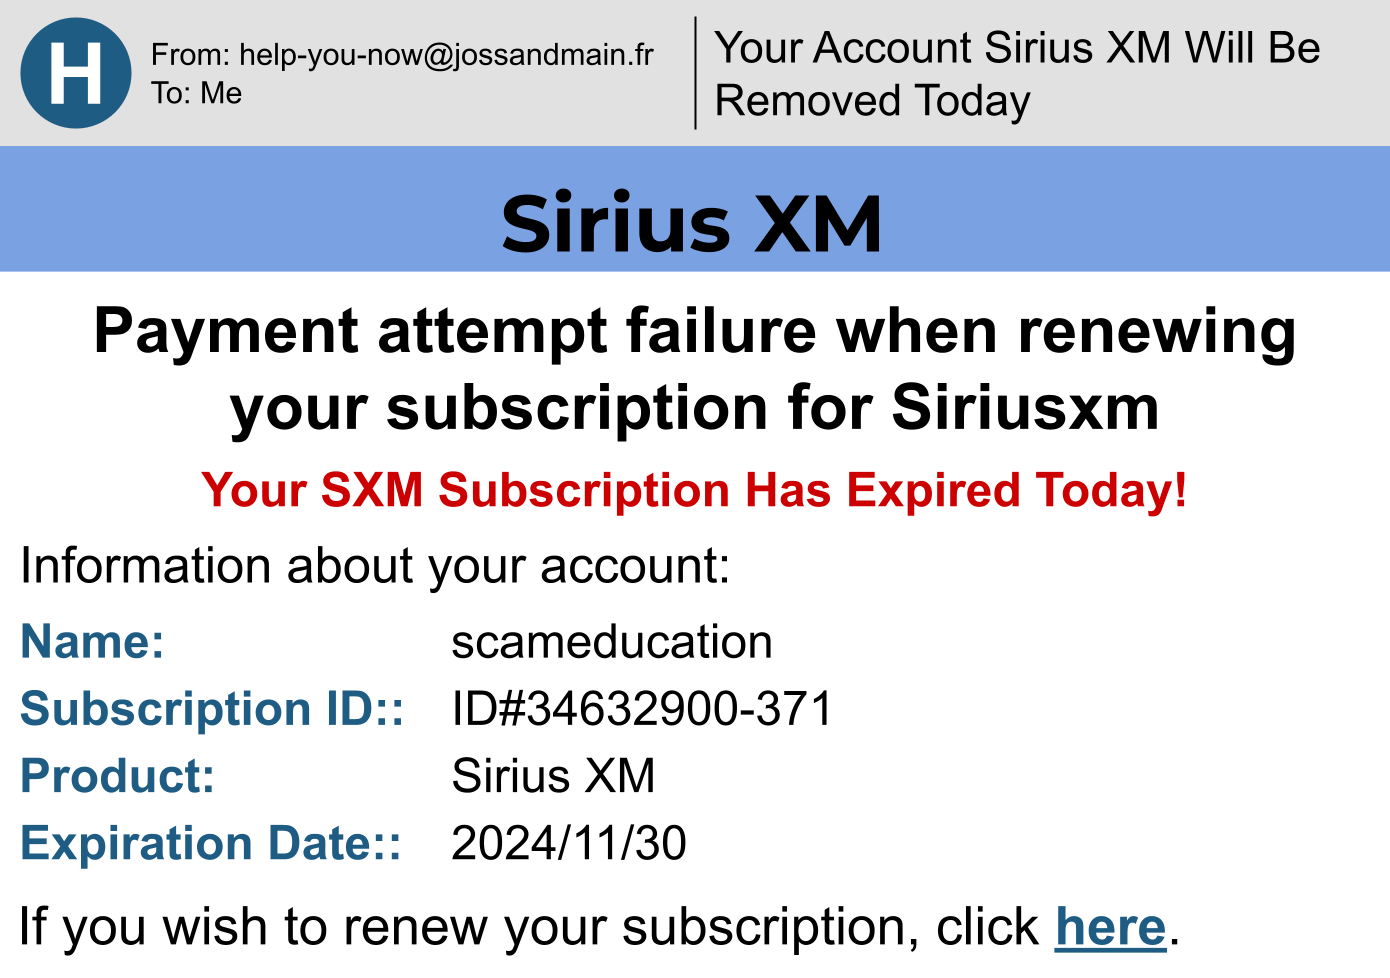 H
From: help-you-now@jossandmain.fr
To: Me
Your Account Sirius XM Will Be
Removed Today
Sirius XM
Payment attempt failure when renewing
your subscription for Siriusxm
Your SXM Subscription Has Expired Today!
Information about your account:
Name: scameducation
Subscription ID:: ID#34632900-371
Product: Sirius XM
Expiration Date:: 2024/11/30
If you wish to renew your subscription, click here.